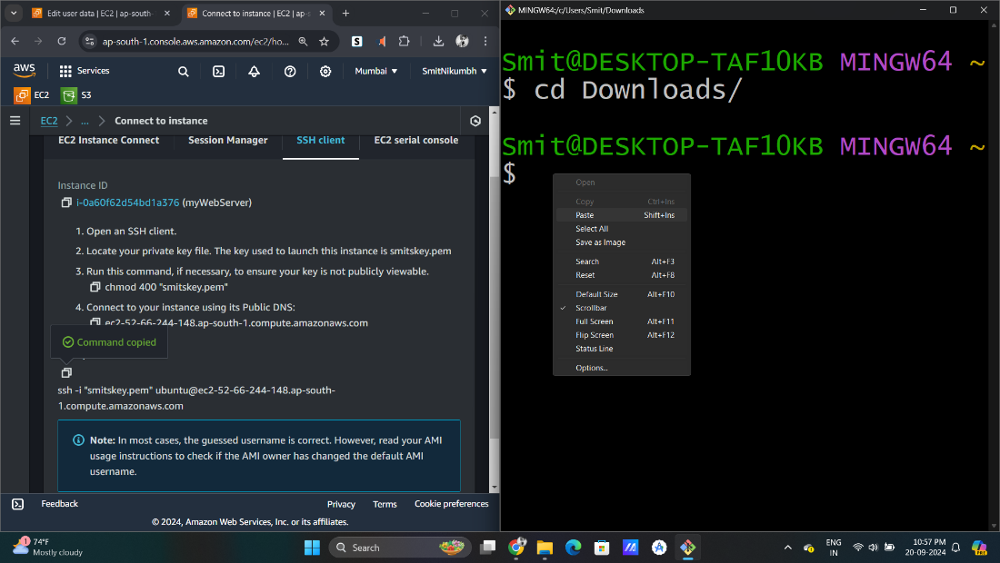 Edit user data | EC2 | ap-south-
Connect to instance | EC2 | ap-s
ap-south-1.console.aws.amazon.com/ec2/ho...
aws
Services
Mumbai
SmitNikumbh
EC2
S3
EC2
...
Connect to instance
EC2 Instance Connect
Session Manager
SSH client
EC2 serial console
Instance ID
i-0a60f62d54bd1a376 (myWebServer)
1. Open an SSH client.
2. Locate your private key file. The key used to launch this instance is smitskey.pem
3. Run this command, if necessary, to ensure your key is not publicly viewable.
chmod 400 "smitskey.pem"
4. Connect to your instance using its Public DNS:
ec2-52-66-244-148.ap-south-1.compute.amazonaws.com
Command copied
ssh -i "smitskey.pem" ubuntu@ec2-52-66-244-148.ap-south-
1.compute.amazonaws.com
Note: In most cases, the guessed username is correct. However, read your AMI
usage instructions to check if the AMI owner has changed the default AMI
username.
Feedback
Privacy
Terms
Cookie preferences
© 2024, Amazon Web Services, Inc. or its affiliates.
MINGW64:/c/Users/Smit/Downloads
Smit@DESKTOP-TAF10KB MINGW64 ~
$ cd Downloads/
Smit@DESKTOP-TAF10KB MINGW64 ~
$
Open
Copy Ctrl+Ins
Paste Shift+Ins
Select All
Save as Image
Search Alt+F3
Reset Alt+F8
Default Size Alt+F10
Scrollbar
Full Screen Alt+F11
Flip Screen Alt+F12
Status Line
Options...
1
74°F
Mostly cloudy
Search
ENG
IN
10:57 PM
20-09-2024